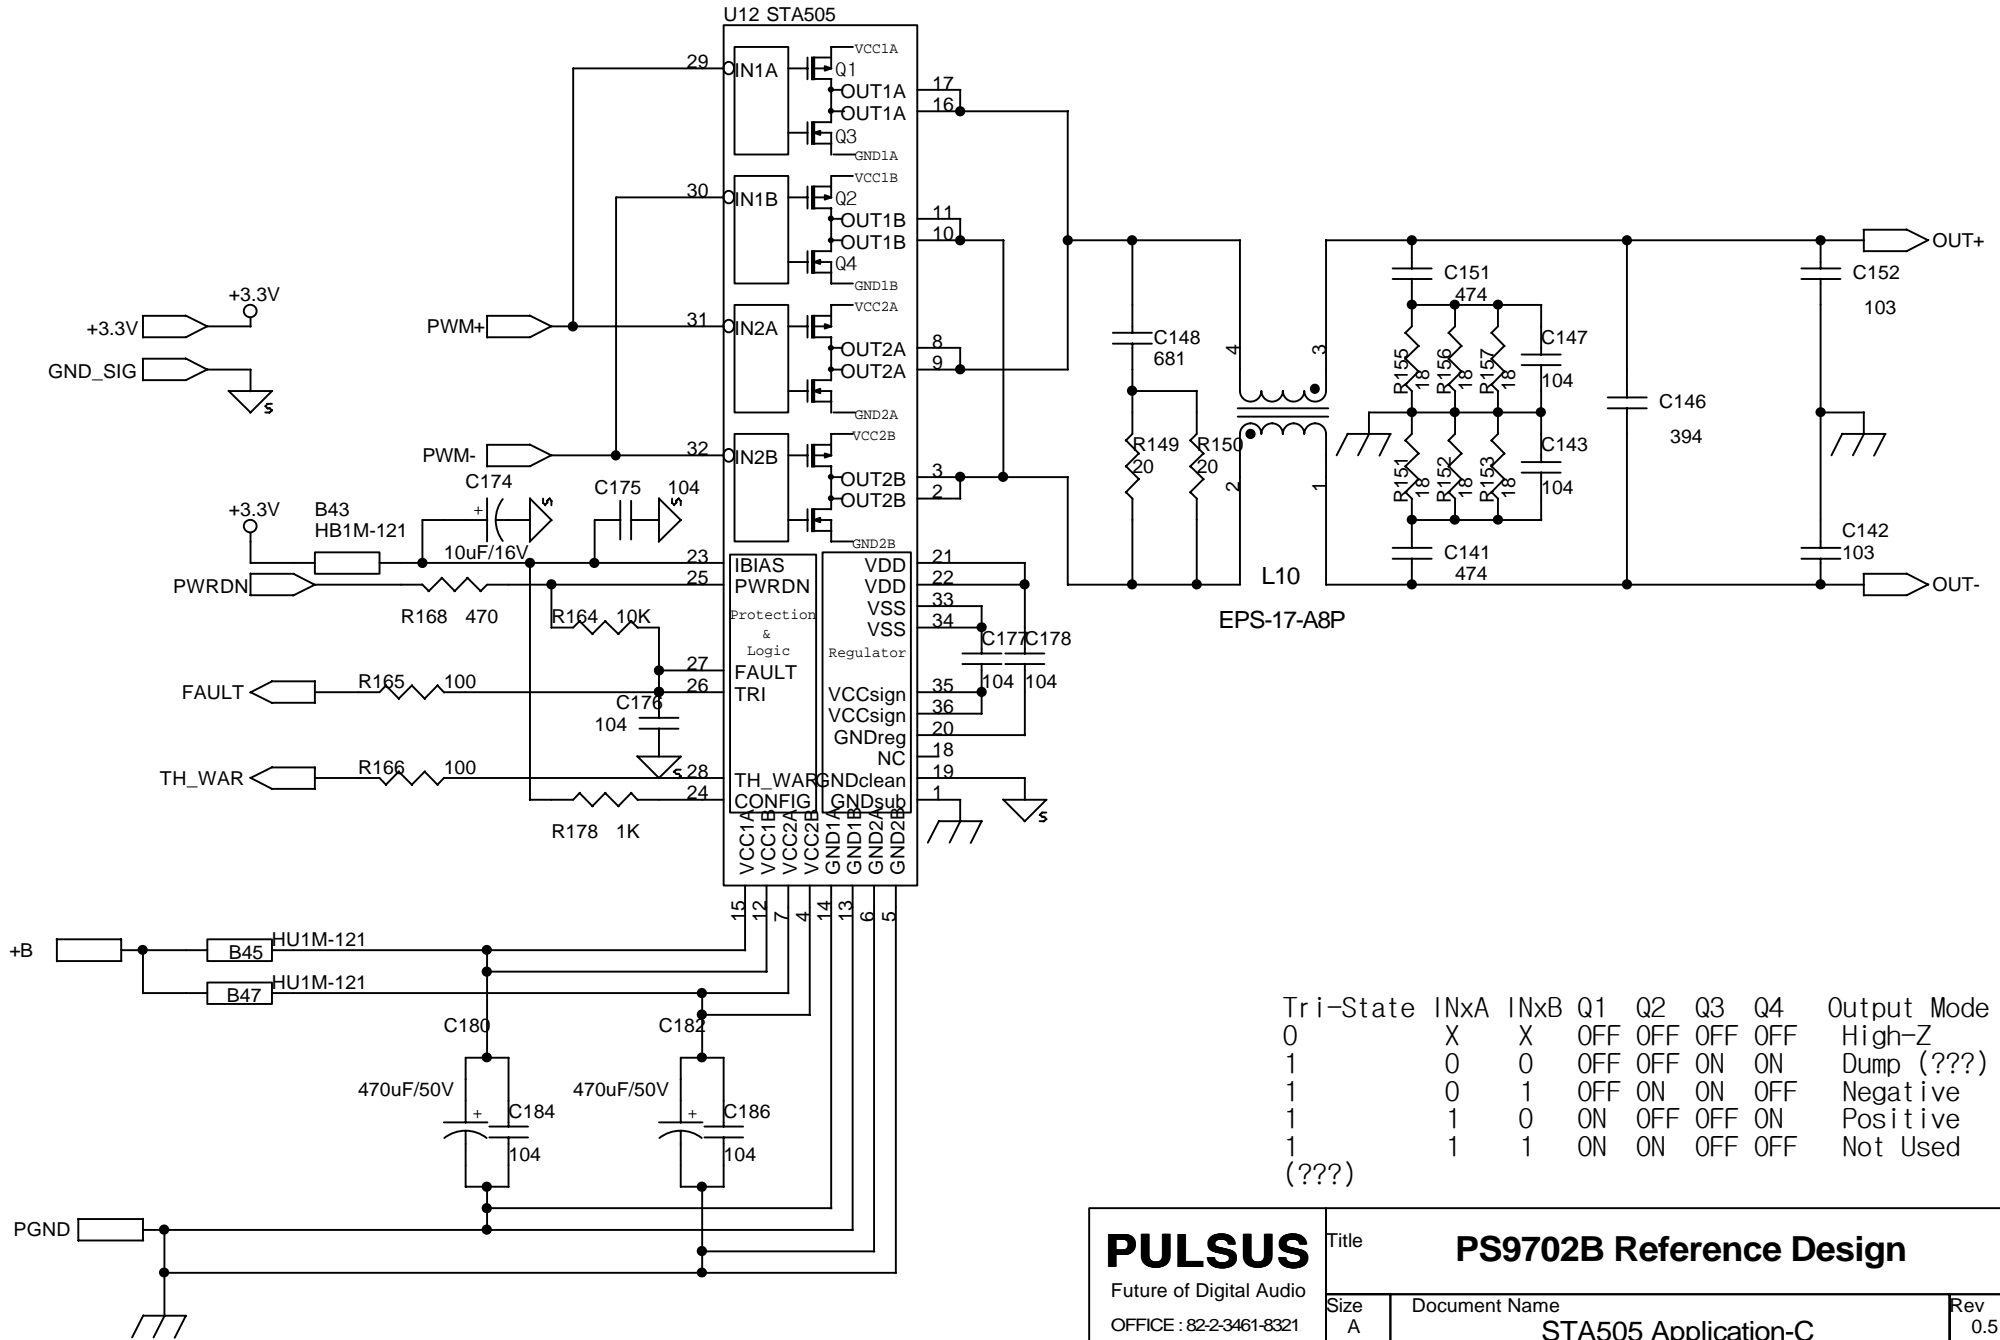 U12 STA505
29
IN1A
VCC1A
Q1
OUT1A
17
OUT1A
16
Q3
GND1A
30
IN1B
VCC1B
Q2
OUT1B
11
OUT1B
10
Q4
GND1B
31
IN2A
VCC2A
OUT2A
8
OUT2A
9
GND2A
32
IN2B
VCC2B
OUT2B
3
OUT2B
2
GND2B
+3.3V
+3.3V
GND_SIG
S
PWM+
PWM-
C174
+
10uF/16V
S
C175
104
S
+3.3V
B43
HB1M-121
PWRDN
R168 470
R164 10K
23
25
27
26
28
24
IBIAS
PWRDN
Protection
&
Logic
FAULT
TRI
TH_WAR
CONFIG
FAULT
R165 100
C176
104
S
TH_WAR
R166 100
R178 1K
VDD
VDD
VSS
VSS
Regulator
VCCsign
VCCsign
GNDreg
NC
GNDclean
GNDsub
21
22
33
34
35
36
20
18
19
1
C177
104
C178
104
S
VCC1A
VCC1B
VCC2A
VCC2B
GND1A
GND1B
GND2A
GND2B
15
12
7
4
14
13
6
5
C148
681
R149
20
R150
20
4
3
2
1
L10
EPS-17-A8P
C151
474
R155
18
R156
18
R157
18
C147
104
R151
18
R152
18
R153
18
C143
104
C141
474
C146
394
C152
103
C142
103
OUT+
OUT-
+B
B45
HU1M-121
B47
HU1M-121
C180
470uF/50V
+
C184
104
C182
470uF/50V
+
C186
104
PGND
Tri-State INxA INxB Q1 Q2 Q3 Q4 Output Mode
0 X X OFF OFF OFF OFF High-Z
1 0 0 OFF OFF ON ON Dump (???)
1 0 1 OFF ON ON OFF Negative
1 1 0 ON OFF OFF ON Positive
1 1 1 ON ON OFF OFF Not Used
(???)
PULSUS
Future of Digital Audio
OFFICE : 82-2-3461-8321
Title
PS9702B Reference Design
Size
A
Document Name
STA505 Application-C
Rev
0.5